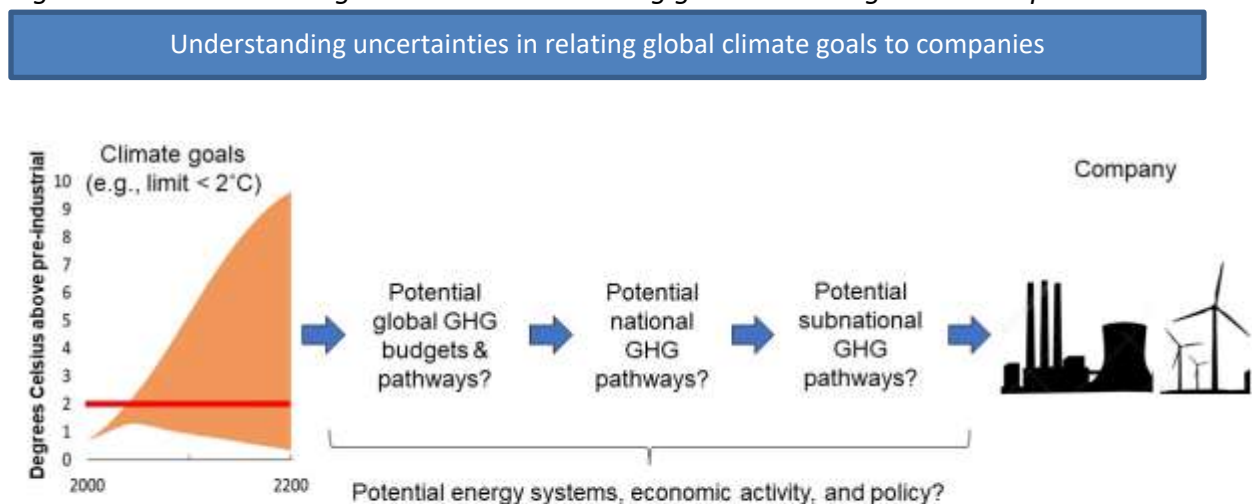 Understanding uncertainties in relating global climate goals to companies
Climate goals
(e.g., limit < 2°C)
Degrees Celsius above pre-industrial
10
9
8
7
6
5
4
3
2
1
0
2000
2200
Potential
global GHG
budgets &
pathways?
Potential
national
GHG
pathways?
Potential
subnational
GHG
pathways?
Company
Potential energy systems, economic activity, and policy?